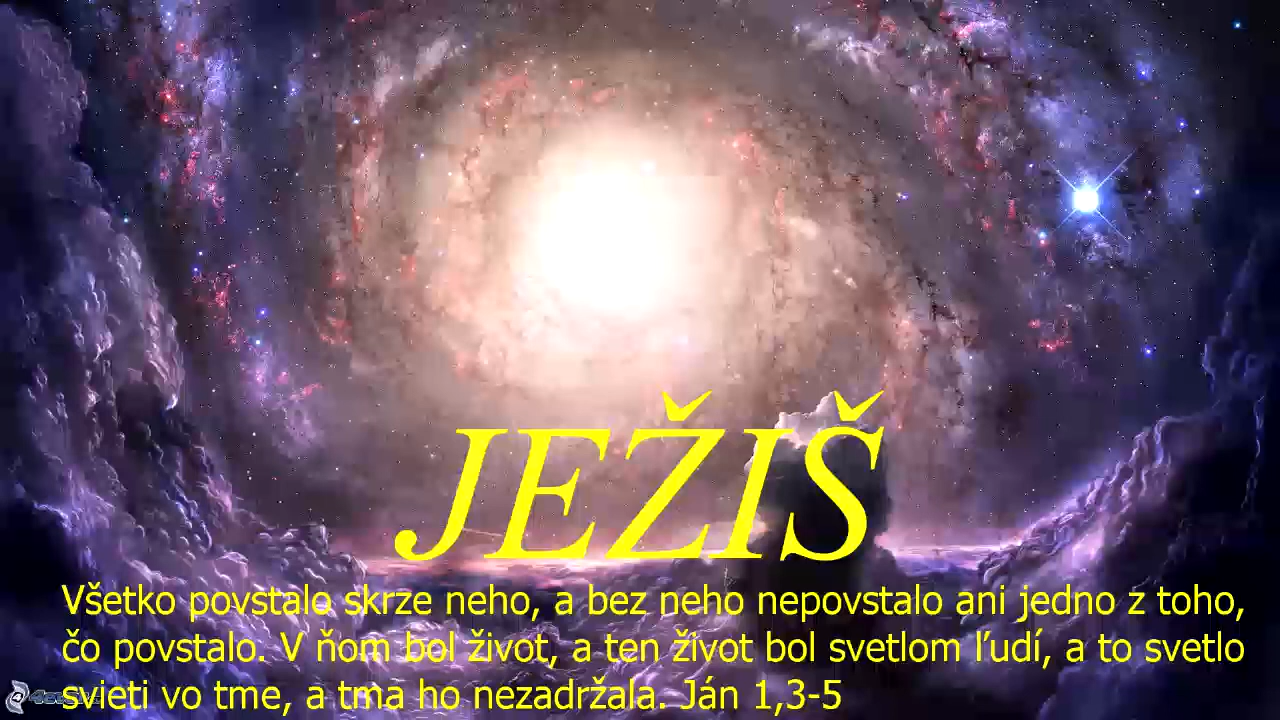 JEŽIŠ
Všetko povstalo skrze neho, a bez neho nepovstalo ani jedno z toho,
čo povstalo. V ňom bol život, a ten život bol svetlom ľudí, a to svetlo
svieti vo tme, a tma ho nezadržala. Ján 1,3-5